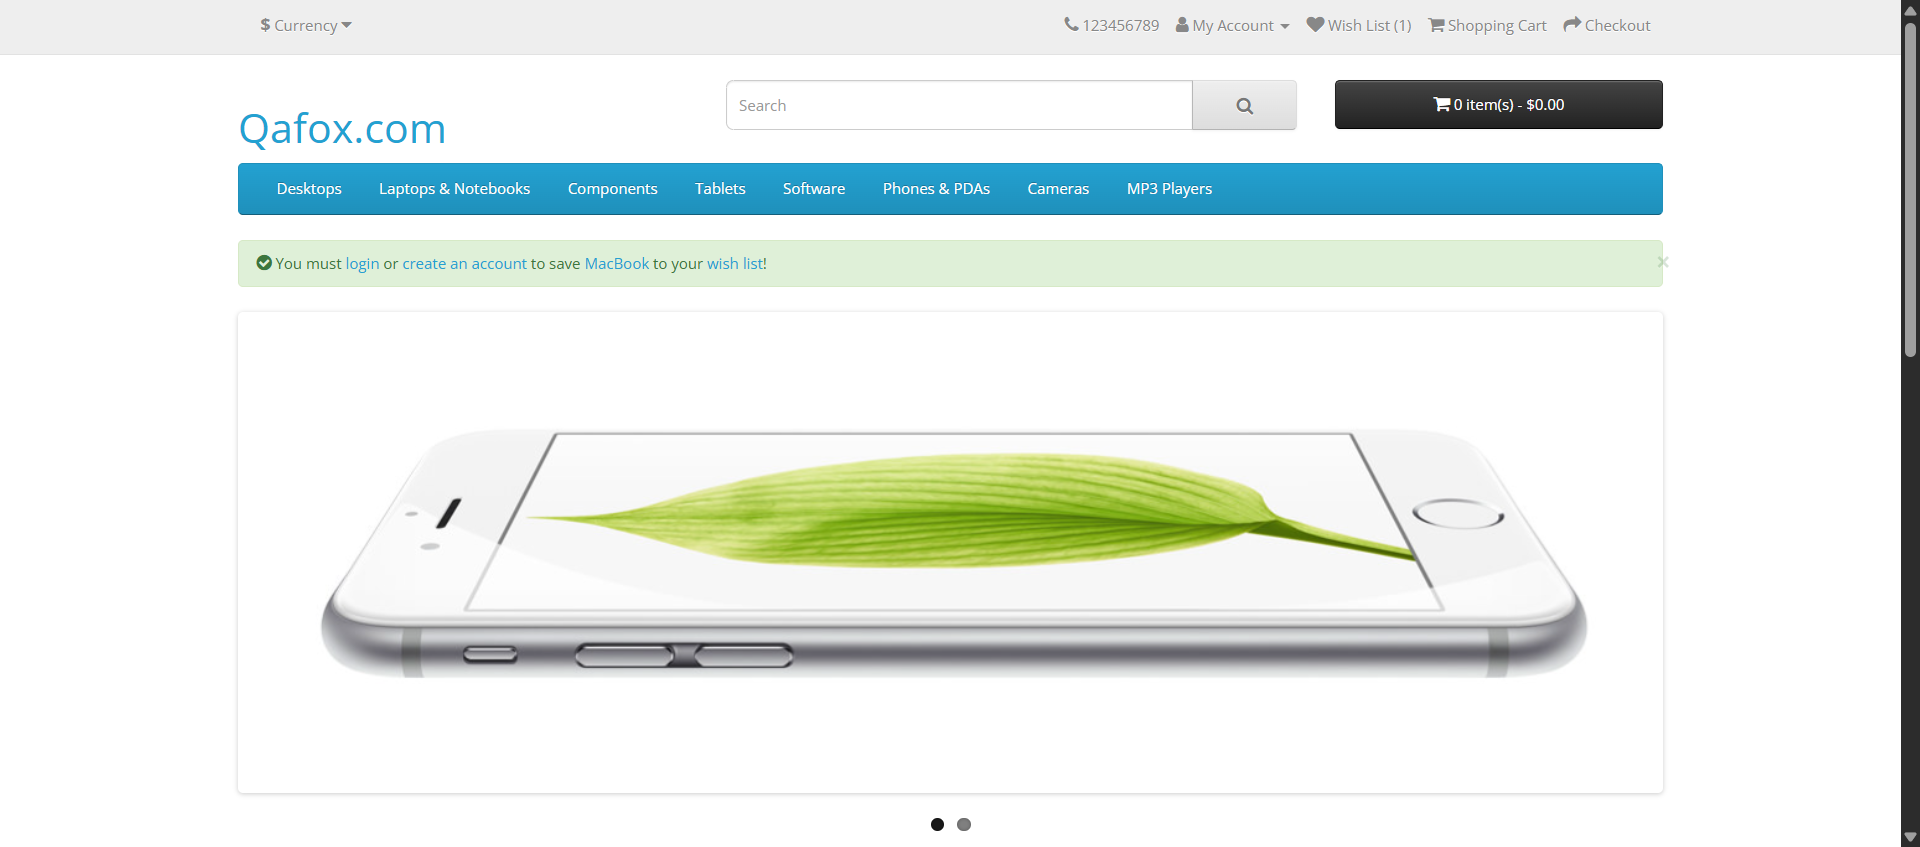 $ Currency
123456789 My Account Wish List (1) Shopping Cart Checkout
Search
0 item(s) - $0.00
Qafox.com
Desktops Laptops & Notebooks Components Tablets Software Phones & PDAs Cameras MP3 Players
You must login or create an account to save MacBook to your wish list!
×